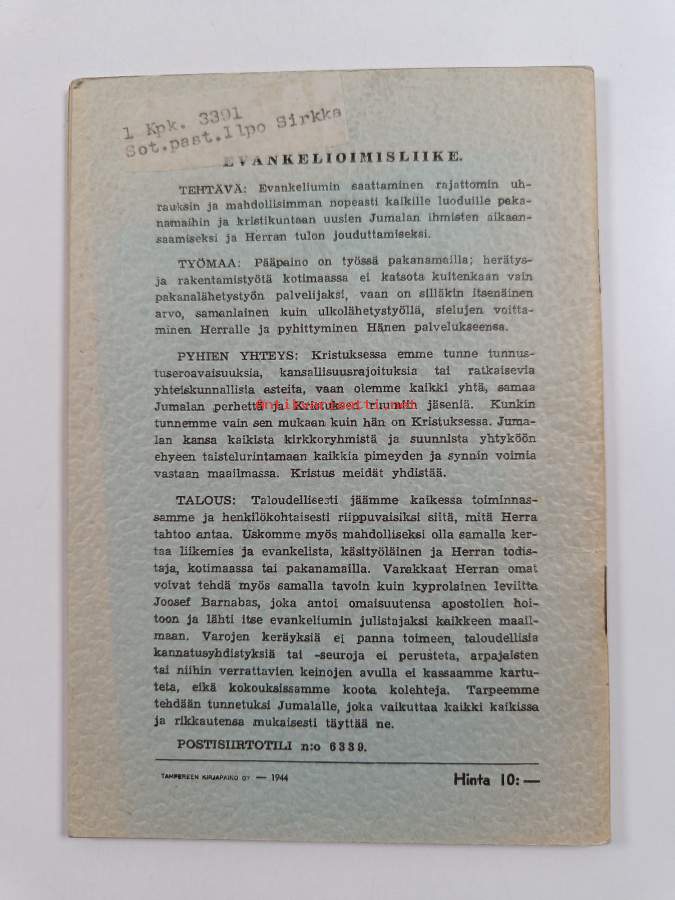 1 Kpk. 3391
Sot.past.Ilpo Sirkka
EVANKELIOIMISLIIKE.
TEHTÄVÄ: Evankeliumin saattaminen rajattomin uh-
rauksin ja mahdollisimman nopeasti kaikille luoduille paka-
namaihin ja kristikuntaan uusien Jumalan ihmisten aikaan-
saamiseksi ja Herran tulon jouduttamiseksi.
TYÖMAA: Pääpaino on työssä pakanamailla; herätys-
ja rakentamistyötä kotimaassa ei katsota kuitenkaan vain
pakanalähetystyön palvelijaksi, vaan on silläkin itsenäinen
arvo, samanlainen kuin ulkolähetystyöllä, sielujen voitta-
minen Herralle ja pyhittyminen Hänen palvelukseensa.
PYHIEN YHTEYS: Kristuksessa emme tunne tunnus-
tuseroavaisuuksia, kansallisuusrajoituksia tai ratkaisevia
yhteiskunnallisia asteita, vaan olemme kaikki yhtä, samaa
Jumalan perhettä ja Kristuksen ruumin jäseniä. Kunkin
antikvariaatti.net
tunnemme vain sen mukaan kuin hän on Kristuksessa. Juma-
lan kansa kaikista kirkkoryhmistä ja suunnista yhtyköön
ehyeen taistelurintamaan kaikkia pimeyden ja synnin voimia
vastaan maailmassa. Kristus meidät yhdistää.
TALOUS: Taloudellisesti jäämme kaikessa toiminnas-
samme ja henkilökohtaisesti riippuvaisiksi siitä, mitä Herra
tahtoo antaa. Uskomme myös mahdolliseksi olla samalla ker-
taa liikemies ja evankelista, käsityöläinen ja Herran todis-
taja, kotimaassa tai pakanamailla. Varakkaat Herran omat
voivat tehdä myös samalla tavoin kuin kyprolainen leviitta
Joosef Barnabas, joka antoi omaisuutensa apostolien hoi-
toon ja lähti itse evankeliumin julistajaksi kaikkeen maail-
maan. Varojen keräyksiä ei panna toimeen, taloudellisia
kannatusyhdistyksiä tai -seuroja ei perusteta, arpajaisten
tai niihin verrattavien keinojen avulla ei kassaamme kartu-
teta, eikä kokouksissamme koota kolehteja. Tarpeemme
tehdään tunnetuksi Jumalalle, joka vaikuttaa kaikki kaikissa
ja rikkautensa mukaisesti täyttää ne.
POSTISIIRTOTILI n:o 6339.
TAMPEREEN KIRJAPAINO OY — 1944
Hinta 10:—